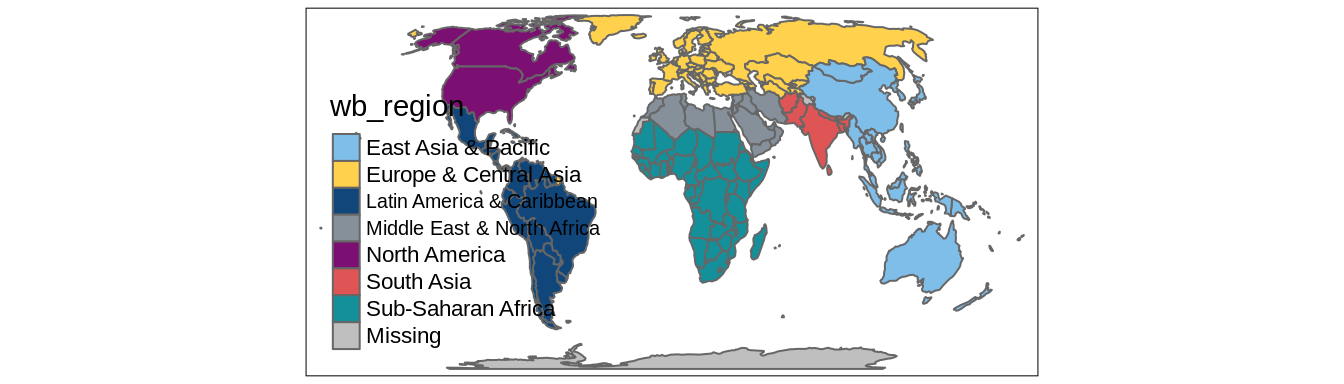 wb_region
East Asia & Pacific
Europe & Central Asia
Latin America & Caribbean
Middle East & North Africa
North America
South Asia
Sub-Saharan Africa
Missing